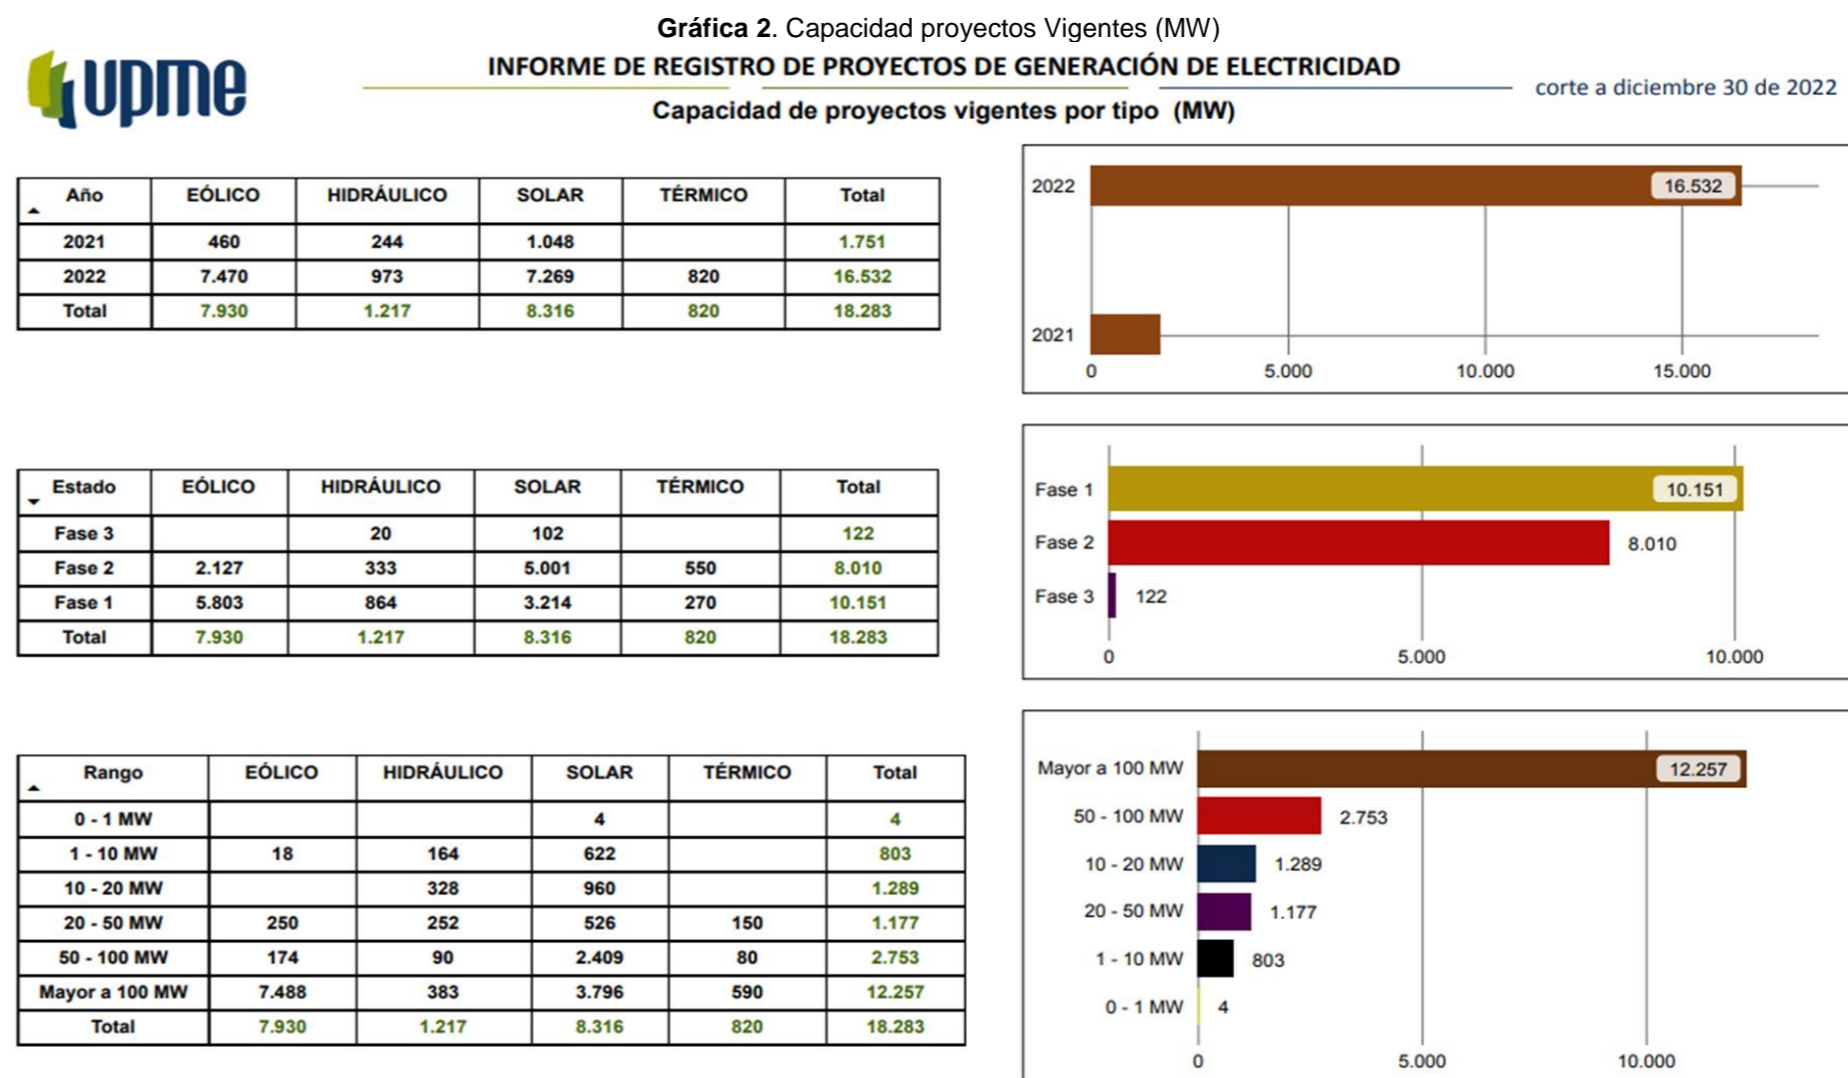 Gráfica 2. Capacidad proyectos Vigentes (MW)
upme
INFORME DE REGISTRO DE PROYECTOS DE GENERACIÓN DE ELECTRICIDAD
corte a diciembre 30 de 2022
Capacidad de proyectos vigentes por tipo (MW)
Año EÓLICO HIDRÁULICO SOLAR TÉRMICO Total
2021 460 244 1.048 1.751
2022 7.470 973 7.269 820 16.532
Total 7.930 1.217 8.316 820 18.283
2022 16.532
2021
0 5.000 10.000 15.000
Estado EÓLICO HIDRÁULICO SOLAR TÉRMICO Total
Fase 3 20 102 122
Fase 2 2.127 333 5.001 550 8.010
Fase 1 5.803 864 3.214 270 10.151
Total 7.930 1.217 8.316 820 18.283
Fase 1 10.151
Fase 2 8.010
Fase 3 122
0 5.000 10.000
Rango EÓLICO HIDRÁULICO SOLAR TÉRMICO Total
0 - 1 MW 4 4
1 - 10 MW 18 164 622 803
10 - 20 MW 328 960 1.289
20 - 50 MW 250 252 526 150 1.177
50 - 100 MW 174 90 2.409 80 2.753
Mayor a 100 MW 7.488 383 3.796 590 12.257
Total 7.930 1.217 8.316 820 18.283
Mayor a 100 MW 12.257
50 - 100 MW 2.753
10 - 20 MW 1.289
20 - 50 MW 1.177
1 - 10 MW 803
0 - 1 MW 4
0 5.000 10.000